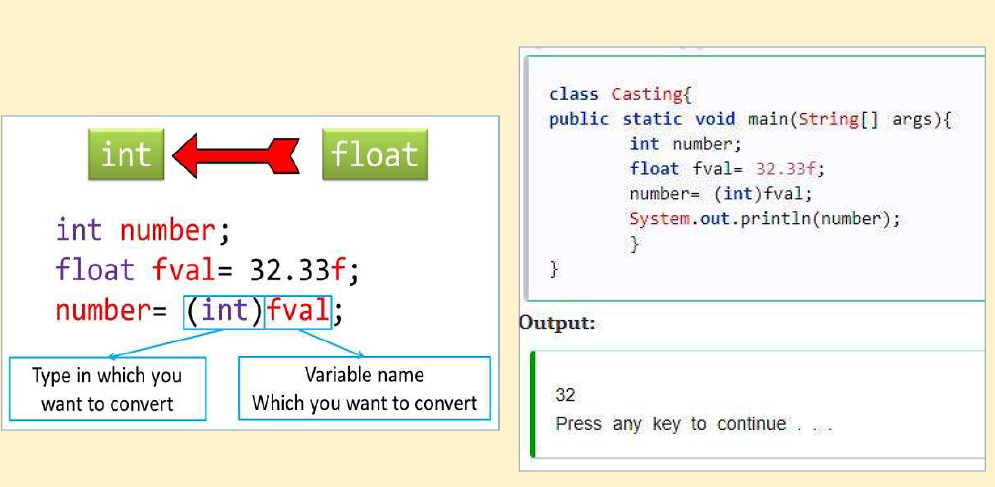 int float
int number;
float fval= 32.33f;
number= (int)fval;
Type in which you
want to convert
Variable name
Which you want to convert
class Casting{
public static void main(String[] args){
int number;
float fval= 32.33f;
number= (int)fval;
System.out.println(number);
}
}
Output:
32
Press any key to continue . . .